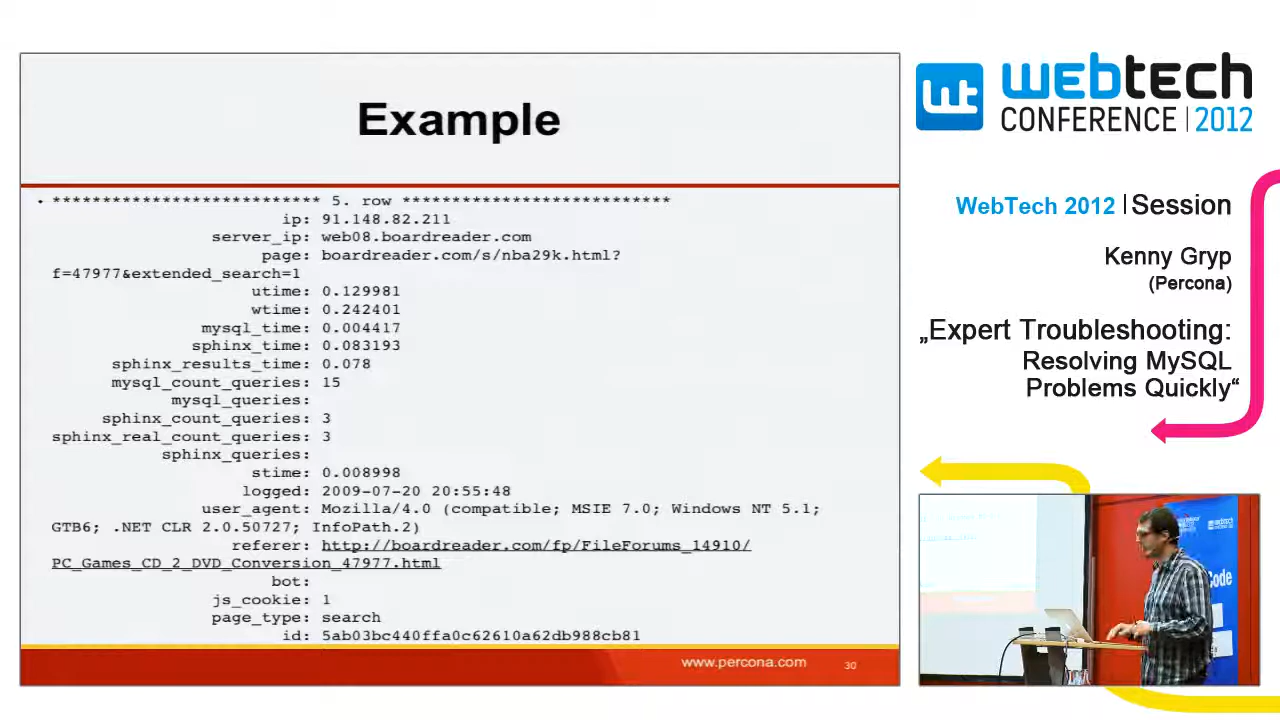 Example
• *************************** 5. row ***************************
ip: 91.148.82.211
server_ip: web08.boardreader.com
page: boardreader.com/s/nba29k.html?
f=47977&extended_search=1
utime: 0.129981
wtime: 0.242401
mysql_time: 0.004417
sphinx_time: 0.083193
sphinx_results_time: 0.078
mysql_count_queries: 15
mysql_queries:
sphinx_count_queries: 3
sphinx_real_count_queries: 3
sphinx_queries:
stime: 0.008998
logged: 2009-07-20 20:55:48
user_agent: Mozilla/4.0 (compatible; MSIE 7.0; Windows NT 5.1;
GTB6; .NET CLR 2.0.50727; InfoPath.2)
referer: http://boardreader.com/fp/FileForums_14910/
PC_Games_CD_2_DVD_Conversion_47977.html
bot:
js_cookie: 1
page_type: search
id: 5ab03bc440ffa0c62610a62db988cb81
www.percona.com
30
wt webtech
CONFERENCE | 2012
WebTech 2012 | Session
Kenny Gryp
(Percona)
„Expert Troubleshooting:
Resolving MySQL
Problems Quickly“
Code